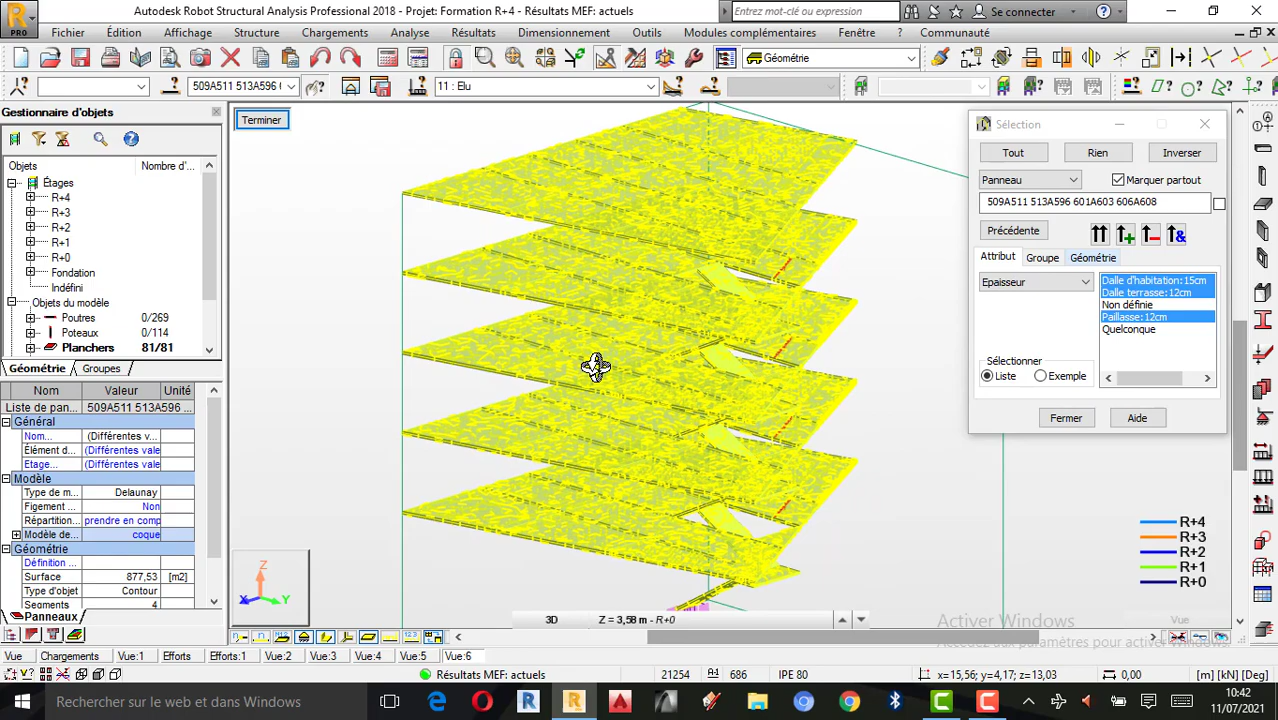 PRO
Autodesk Robot Structural Analysis Professional 2018 - Projet: Formation R+4 - Résultats MEF: actuels
Entrez mot-clé ou expression
Se connecter
Fichier Édition Affichage Structure Chargements Analyse Résultats Dimensionnement Outils Modules complémentaires Fenêtre Communauté
Géométrie
509A511 513A596 6
11 : Elu
Gestionnaire d'objets
Terminer
Objets Nombre d'...
Étages
R+4
R+3
R+2
R+1
R+0
Fondation
Indéfini
Objets du modèle
Poutres 0/269
Poteaux 0/114
Planchers 81/81
Géométrie Groupes
Nom Valeur Unité
Liste de pan... 509A511 513A596 ...
Général
Nom... (Différentes v...
Élément d... (Différentes vale
Etage... (Différentes vale
Modèle
Type de m... Delaunay
Figement ... Non
Répartition... prendre en comp
Modèle de... coque
Géométrie
Définition ...
Surface 877,53 [m2]
Type d'objet Contour
Segments 4
Panneaux
Sélection
Tout Rien Inverser
Panneau Marquer partout
509A511 513A596 601A603 606A608
Précédente
Attribut Groupe Géométrie
Epaisseur
Dalle d'habitation:15cm
Dalle terrasse:12cm
Non définie
Paillasse:12cm
Quelconque
Sélectionner
Liste Exemple
Fermer Aide
R+4
R+3
R+2
R+1
R+0
Z
X
Y
3D Z = 3,58 m - R+0
Activer Windows
Vue
Accédez aux paramètres pour activer Windows.
Vue Chargements Vue:1 Efforts Efforts:1 Vue:2 Vue:3 Vue:4 Vue:5 Vue:6
Résultats MEF: actuels
21254 686 IPE 80 x=15,56; y=4,17; z=13,03 0,00 [m] [kN] [Deg]
Rechercher sur le web et dans Windows
10:42
11/07/2021